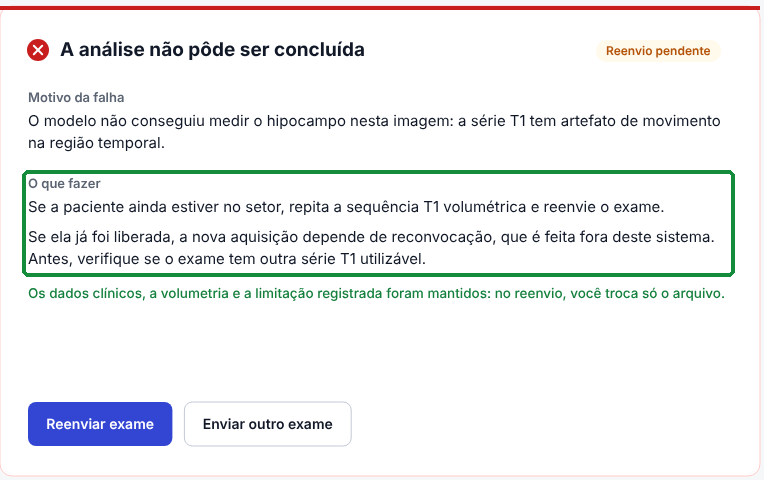 A análise não pôde ser concluída
Reenvio pendente
Motivo da falha
O modelo não conseguiu medir o hipocampo nesta imagem: a série T1 tem artefato de movimento
na região temporal.
O que fazer
Se a paciente ainda estiver no setor, repita a sequência T1 volumétrica e reenvie o exame.
Se ela já foi liberada, a nova aquisição depende de reconvocação, que é feita fora deste sistema.
Antes, verifique se o exame tem outra série T1 utilizável.
Os dados clínicos, a volumetria e a limitação registrada foram mantidos: no reenvio, você troca só o arquivo.
Reenviar exame
Enviar outro exame